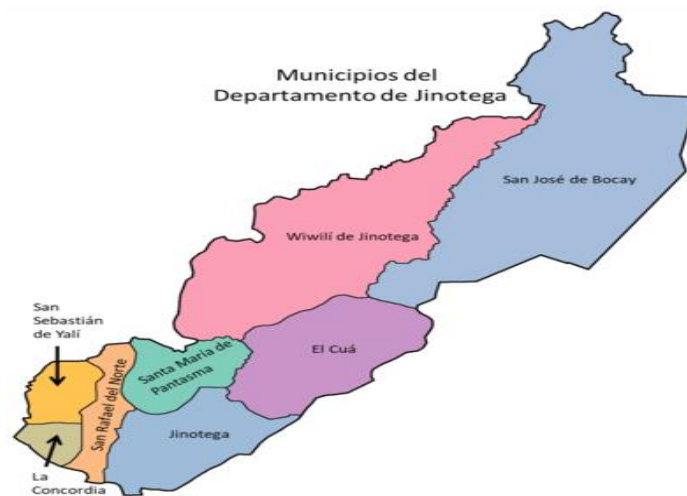 Municipios del
Departamento de Jinotega
San José de Bocay
Wiwilí de Jinotega
San
Sebastián
de Yalí
San Rafael del Norte
Santa María de
Pantasma
El Cuá
Jinotega
La
Concordia